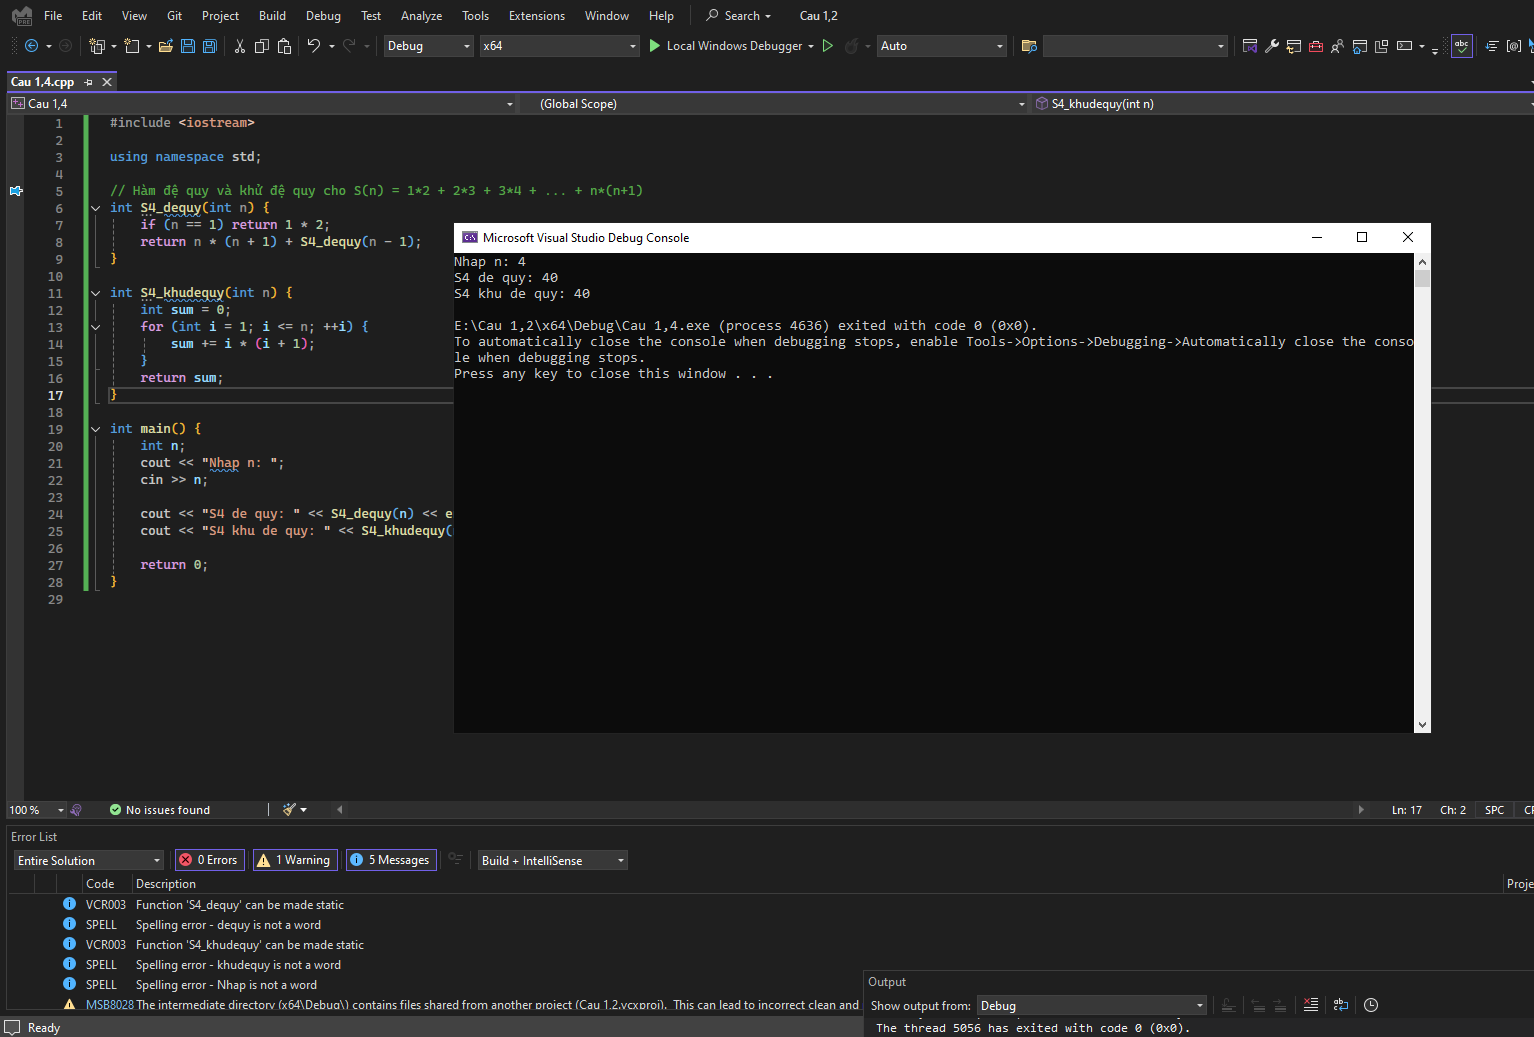 File Edit View Git Project Build Debug Test Analyze Tools Extensions Window Help Search Cau 1,2
Debug x64 Local Windows Debugger Auto
Cau 1,4.cpp
Cau 1,4 (Global Scope) S4_khudequy(int n)
1 #include <iostream>
2
3 using namespace std;
4
5 // Hàm đệ quy và khử đệ quy cho S(n) = 1*2 + 2*3 + 3*4 + ... + n*(n+1)
6 int S4_dequy(int n) {
7 if (n == 1) return 1 * 2;
8 return n * (n + 1) + S4_dequy(n - 1);
9 }
10
11 int S4_khudequy(int n) {
12 int sum = 0;
13 for (int i = 1; i <= n; ++i) {
14 sum += i * (i + 1);
15 }
16 return sum;
17 }
18
19 int main() {
20 int n;
21 cout << "Nhap n: ";
22 cin >> n;
23
24 cout << "S4 de quy: " << S4_dequy(n) << e
25 cout << "S4 khu de quy: " << S4_khudequy(
26
27 return 0;
28 }
29
Microsoft Visual Studio Debug Console
Nhap n: 4
S4 de quy: 40
S4 khu de quy: 40
E:\Cau 1,2\x64\Debug\Cau 1,4.exe (process 4636) exited with code 0 (0x0).
To automatically close the console when debugging stops, enable Tools->Options->Debugging->Automatically close the conso
le when debugging stops.
Press any key to close this window . . .
100 % No issues found Ln: 17 Ch: 2 SPC
Error List
Entire Solution 0 Errors 1 Warning 5 Messages Build + IntelliSense
Code Description Proje
VCR003 Function 'S4_dequy' can be made static
SPELL Spelling error - dequy is not a word
VCR003 Function 'S4_khudequy' can be made static
SPELL Spelling error - khudequy is not a word
SPELL Spelling error - Nhap is not a word
MSB8028 The intermediate directory (x64\Debug\) contains files shared from another project (Cau 1,2.vcxproj). This can lead to incorrect clean and
Output
Show output from: Debug
The thread 5056 has exited with code 0 (0x0).
Ready